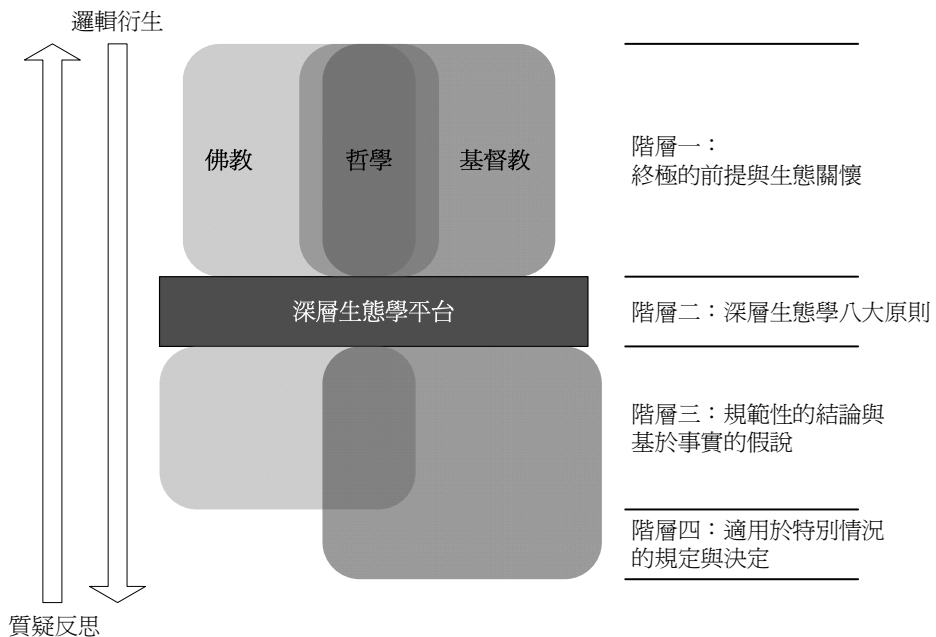 邏輯衍生
佛教
哲學
基督教
階層一：
終極的前提與生態關懷
深層生態學平台
階層二：深層生態學八大原則
階層三：規範性的結論與
基於事實的假說
階層四：適用於特別情況
的規定與決定
質疑反思